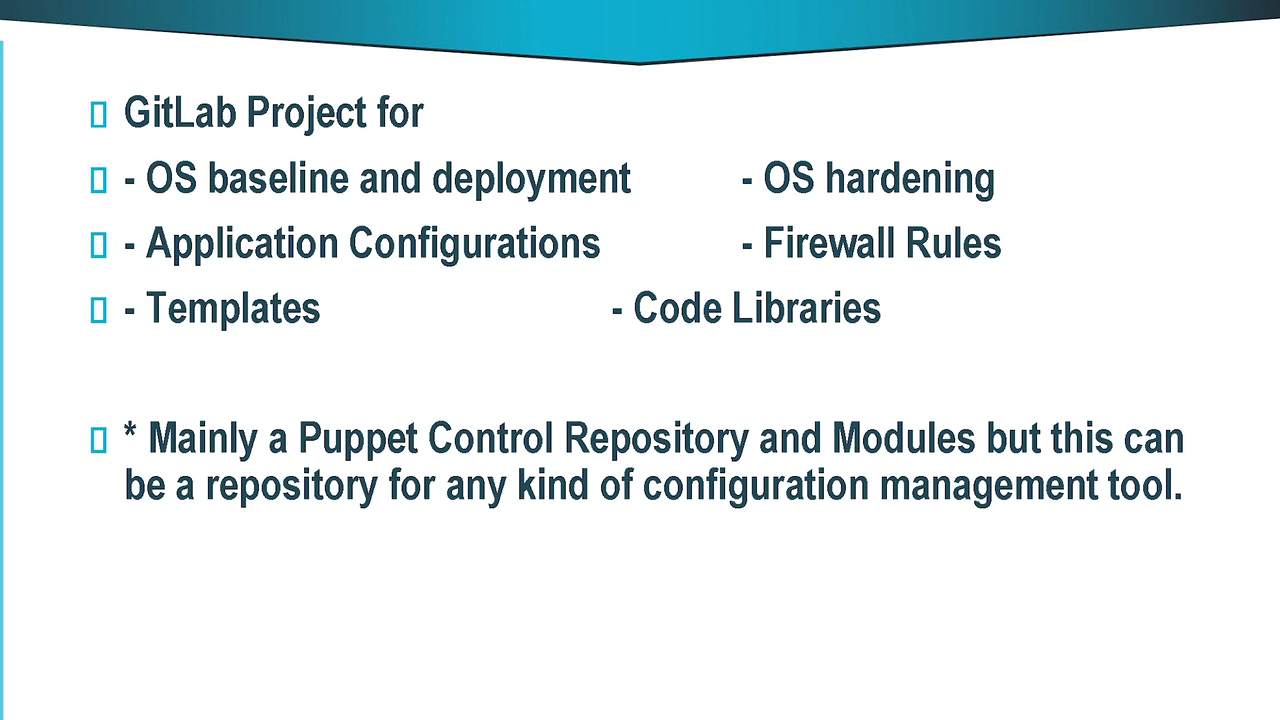 GitLab Project for
- OS baseline and deployment - OS hardening
- Application Configurations - Firewall Rules
- Templates - Code Libraries
* Mainly a Puppet Control Repository and Modules but this can
be a repository for any kind of configuration management tool.